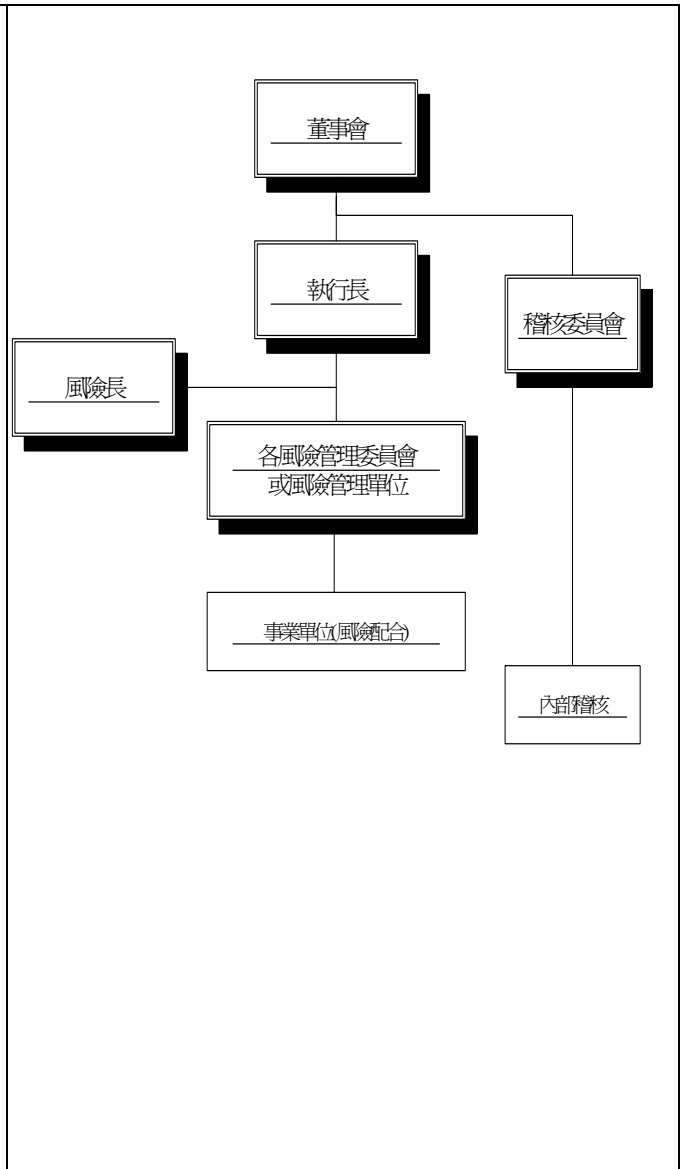 董事會
執行長
稽核委員會
風險長
各風險管理委員會
或風險管理單位
事業單位(風險配合)
內部稽核